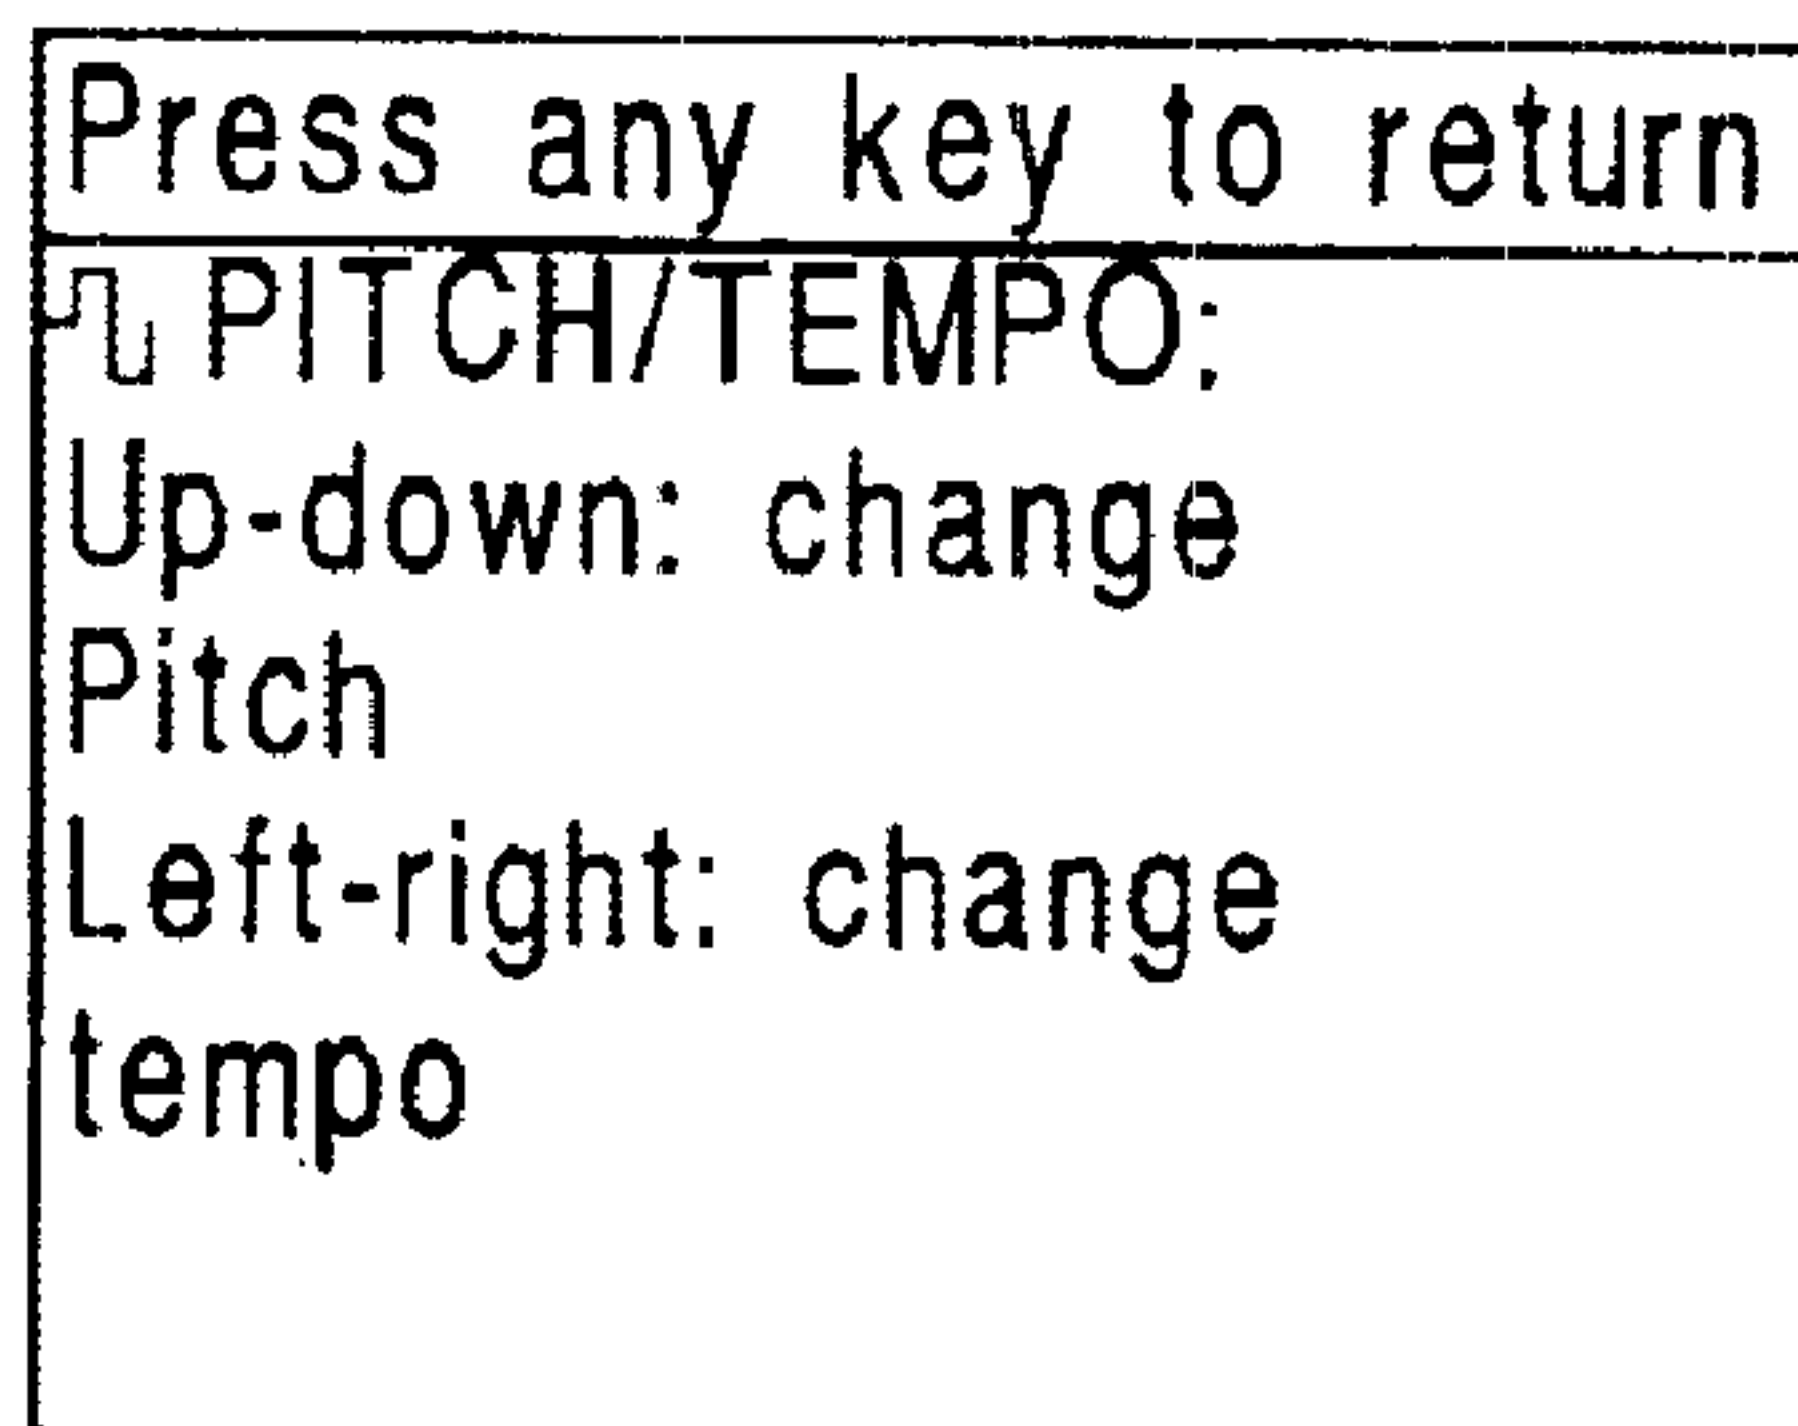 Press any key to return
PITCH/TEMPO:
Up-down: change
Pitch
Left-right: change
tempo